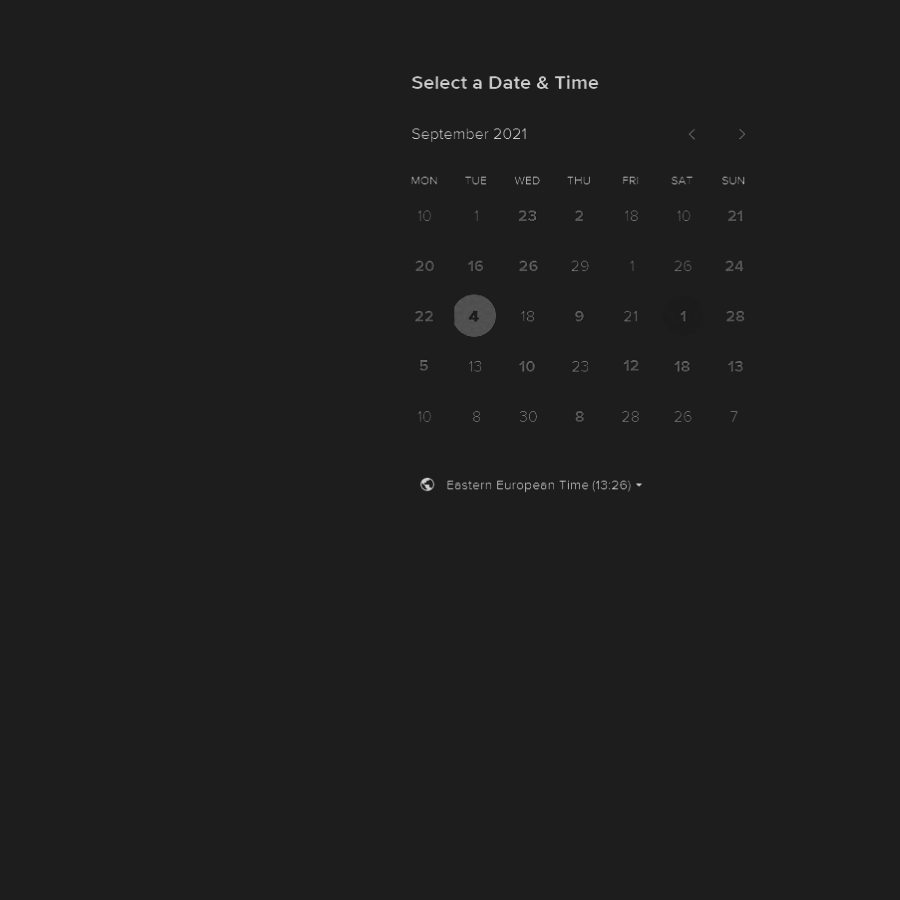 Select a Date & Time
September 2021
MON TUE WED THU FRI SAT SUN
10 1 23 2 18 10 21
20 16 26 29 1 26 24
22 4 18 9 21 1 28
5 13 10 23 12 18 13
10 8 30 8 28 26 7
Eastern European Time (13:26)